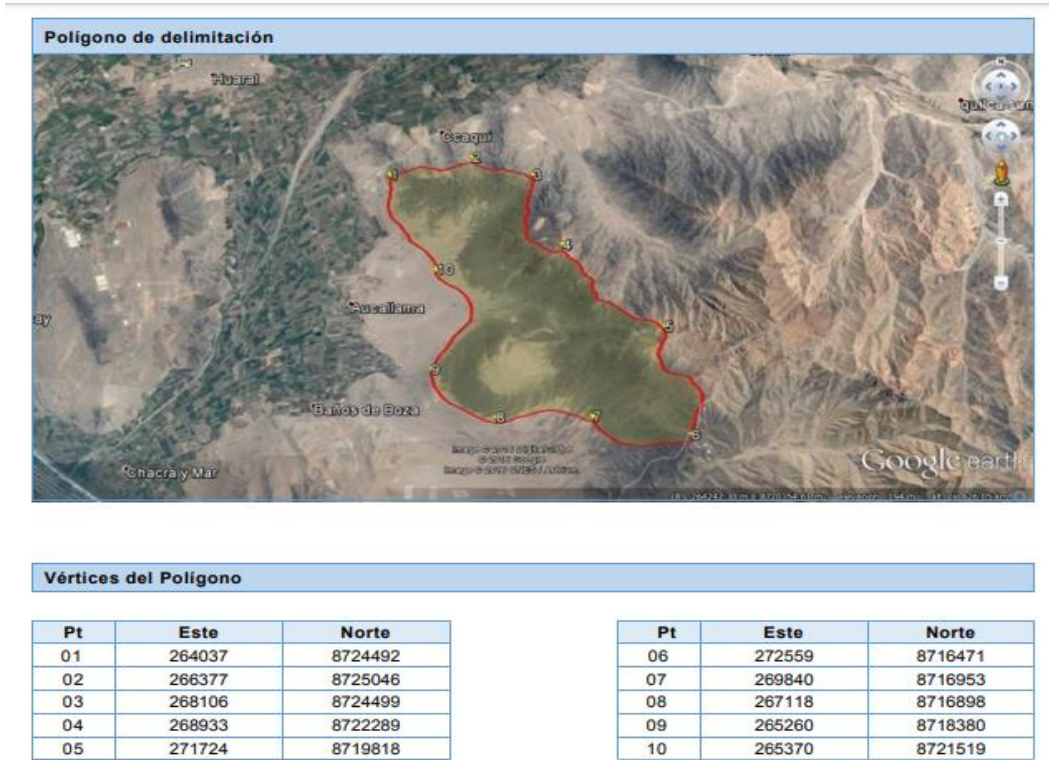 Polígono de delimitación
Huaral
Ccaqui
1
2
3
4
10
Aucallama
ay
5
9
Baños de Boza
8
7
6
Chacra y Mar
Google earth
Vértices del Polígono
Pt Este Norte
01 264037 8724492
02 266377 8725046
03 268106 8724499
04 268933 8722289
05 271724 8719818
Pt Este Norte
06 272559 8716471
07 269840 8716953
08 267118 8716898
09 265260 8718380
10 265370 8721519